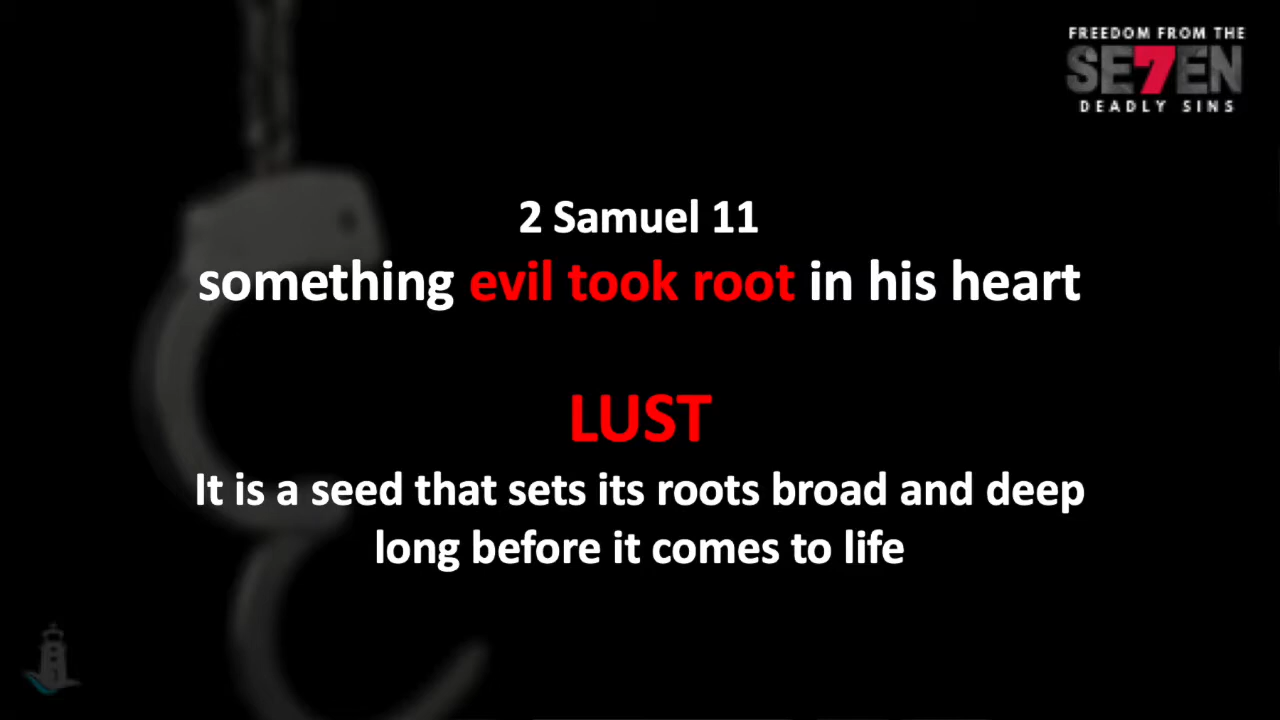 FREEDOM FROM THE
SE7EN
DEADLY SINS
2 Samuel 11
something evil took root in his heart
LUST
It is a seed that sets its roots broad and deep
long before it comes to life